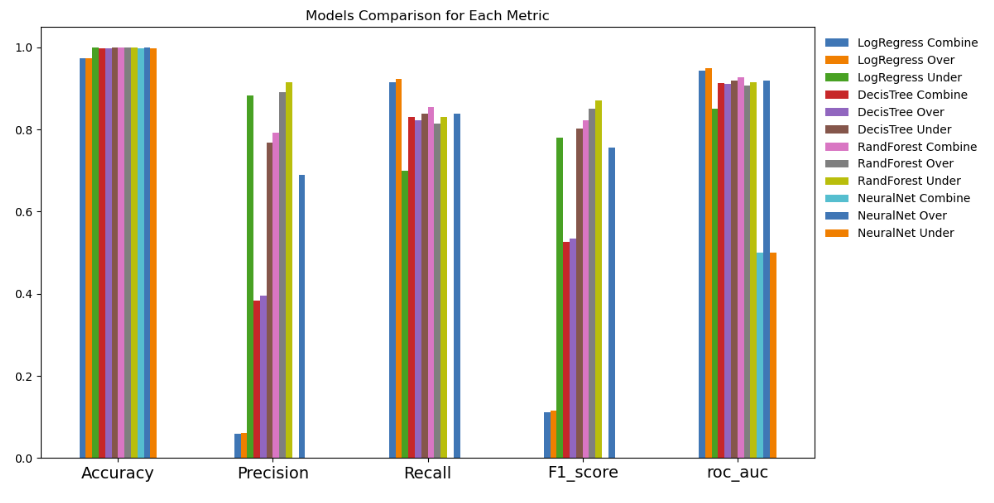 Models Comparison for Each Metric
1.0
0.8
0.6
0.4
0.2
0.0
Accuracy
Precision
Recall
F1_score
roc_auc
LogRegress Combine
LogRegress Over
LogRegress Under
DecisTree Combine
DecisTree Over
DecisTree Under
RandForest Combine
RandForest Over
RandForest Under
NeuralNet Combine
NeuralNet Over
NeuralNet Under